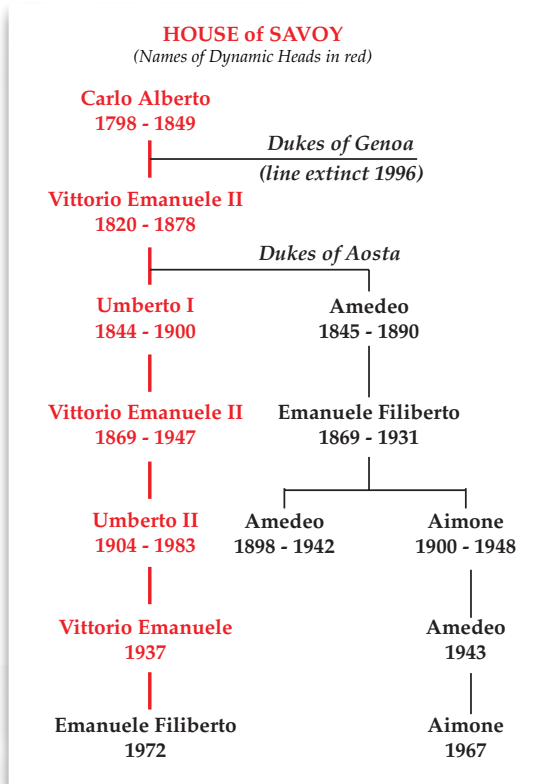 HOUSE of SAVOY
(Names of Dynamic Heads in red)
Carlo Alberto
1798 - 1849
Dukes of Genoa
(line extinct 1996)
Vittorio Emanuele II
1820 - 1878
Dukes of Aosta
Umberto I
1844 - 1900
Amedeo
1845 - 1890
Vittorio Emanuele II
1869 - 1947
Emanuele Filiberto
1869 - 1931
Umberto II
1904 - 1983
Amedeo
1898 - 1942
Aimone
1900 - 1948
Vittorio Emanuele
1937
Amedeo
1943
Emanuele Filiberto
1972
Aimone
1967